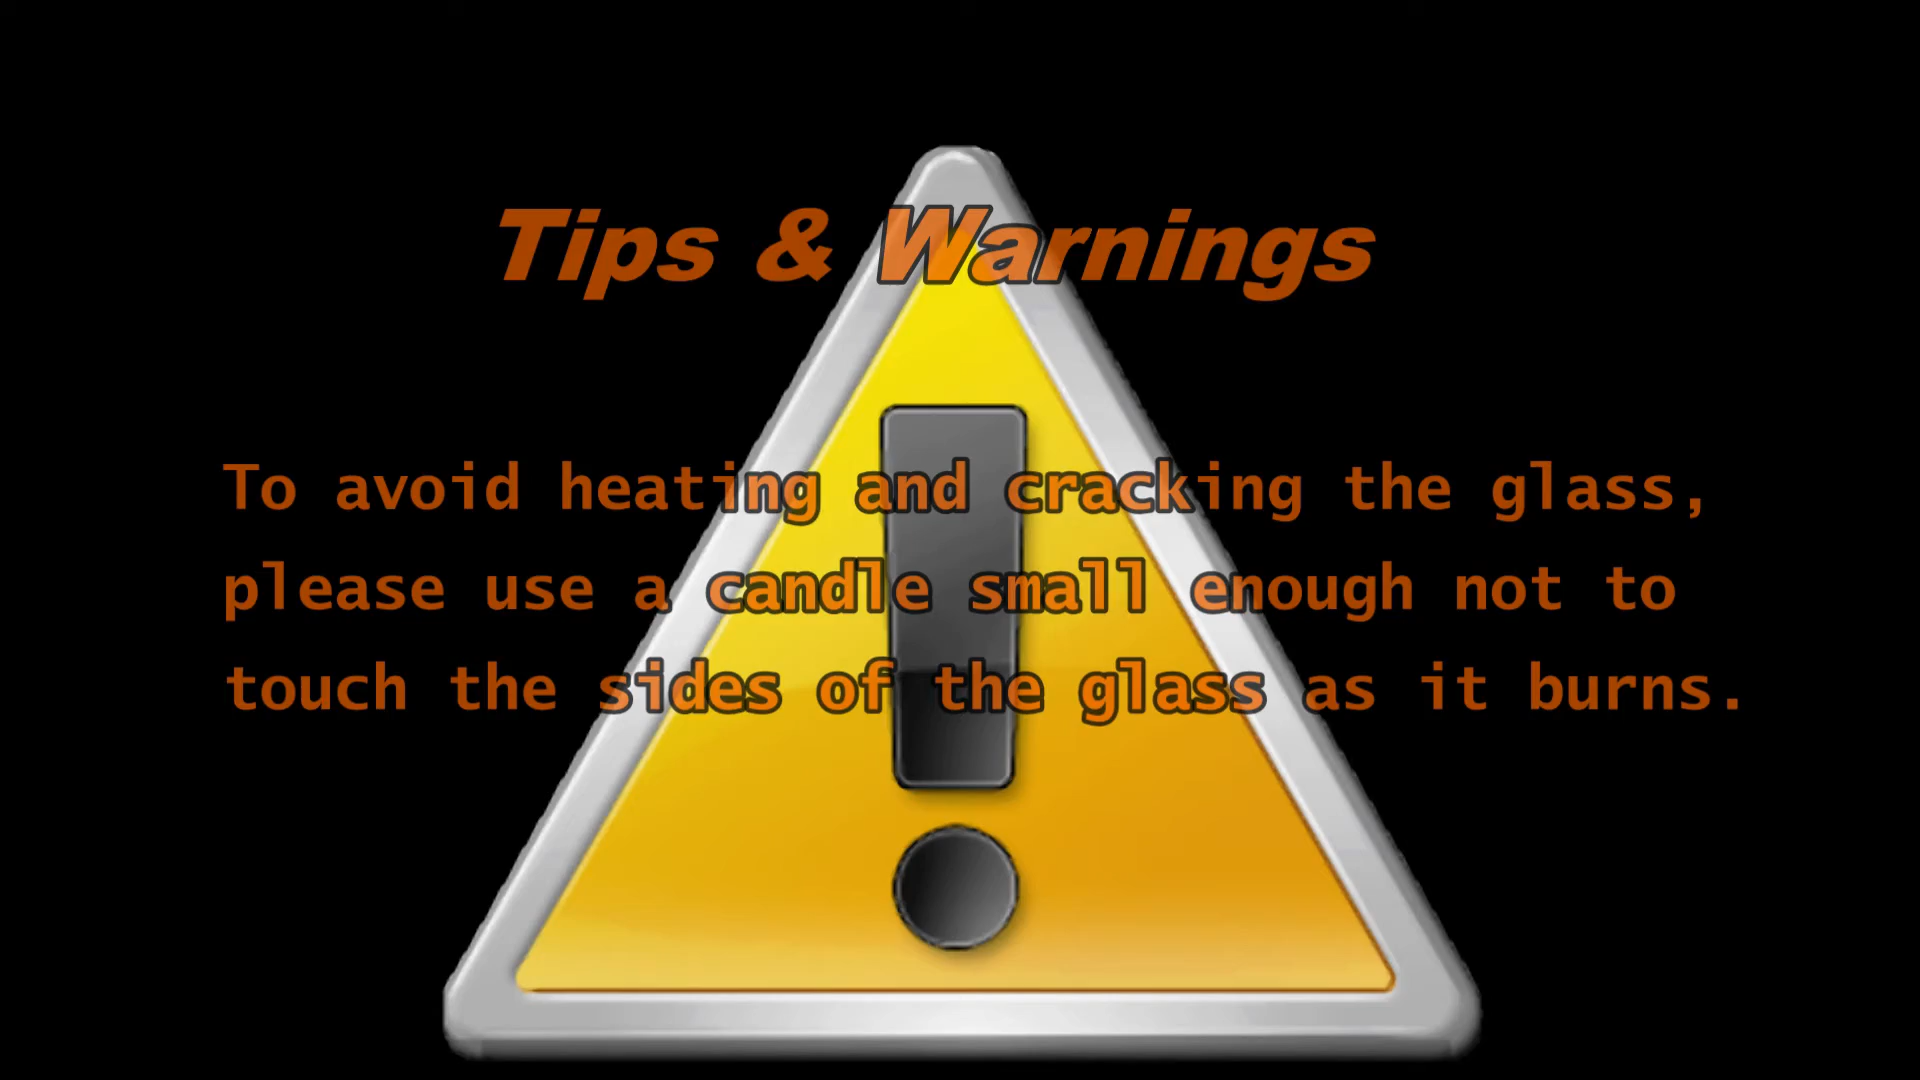 Tips & Warnings
To avoid heating and cracking the glass,
please use a candle small enough not to
touch the sides of the glass as it burns.